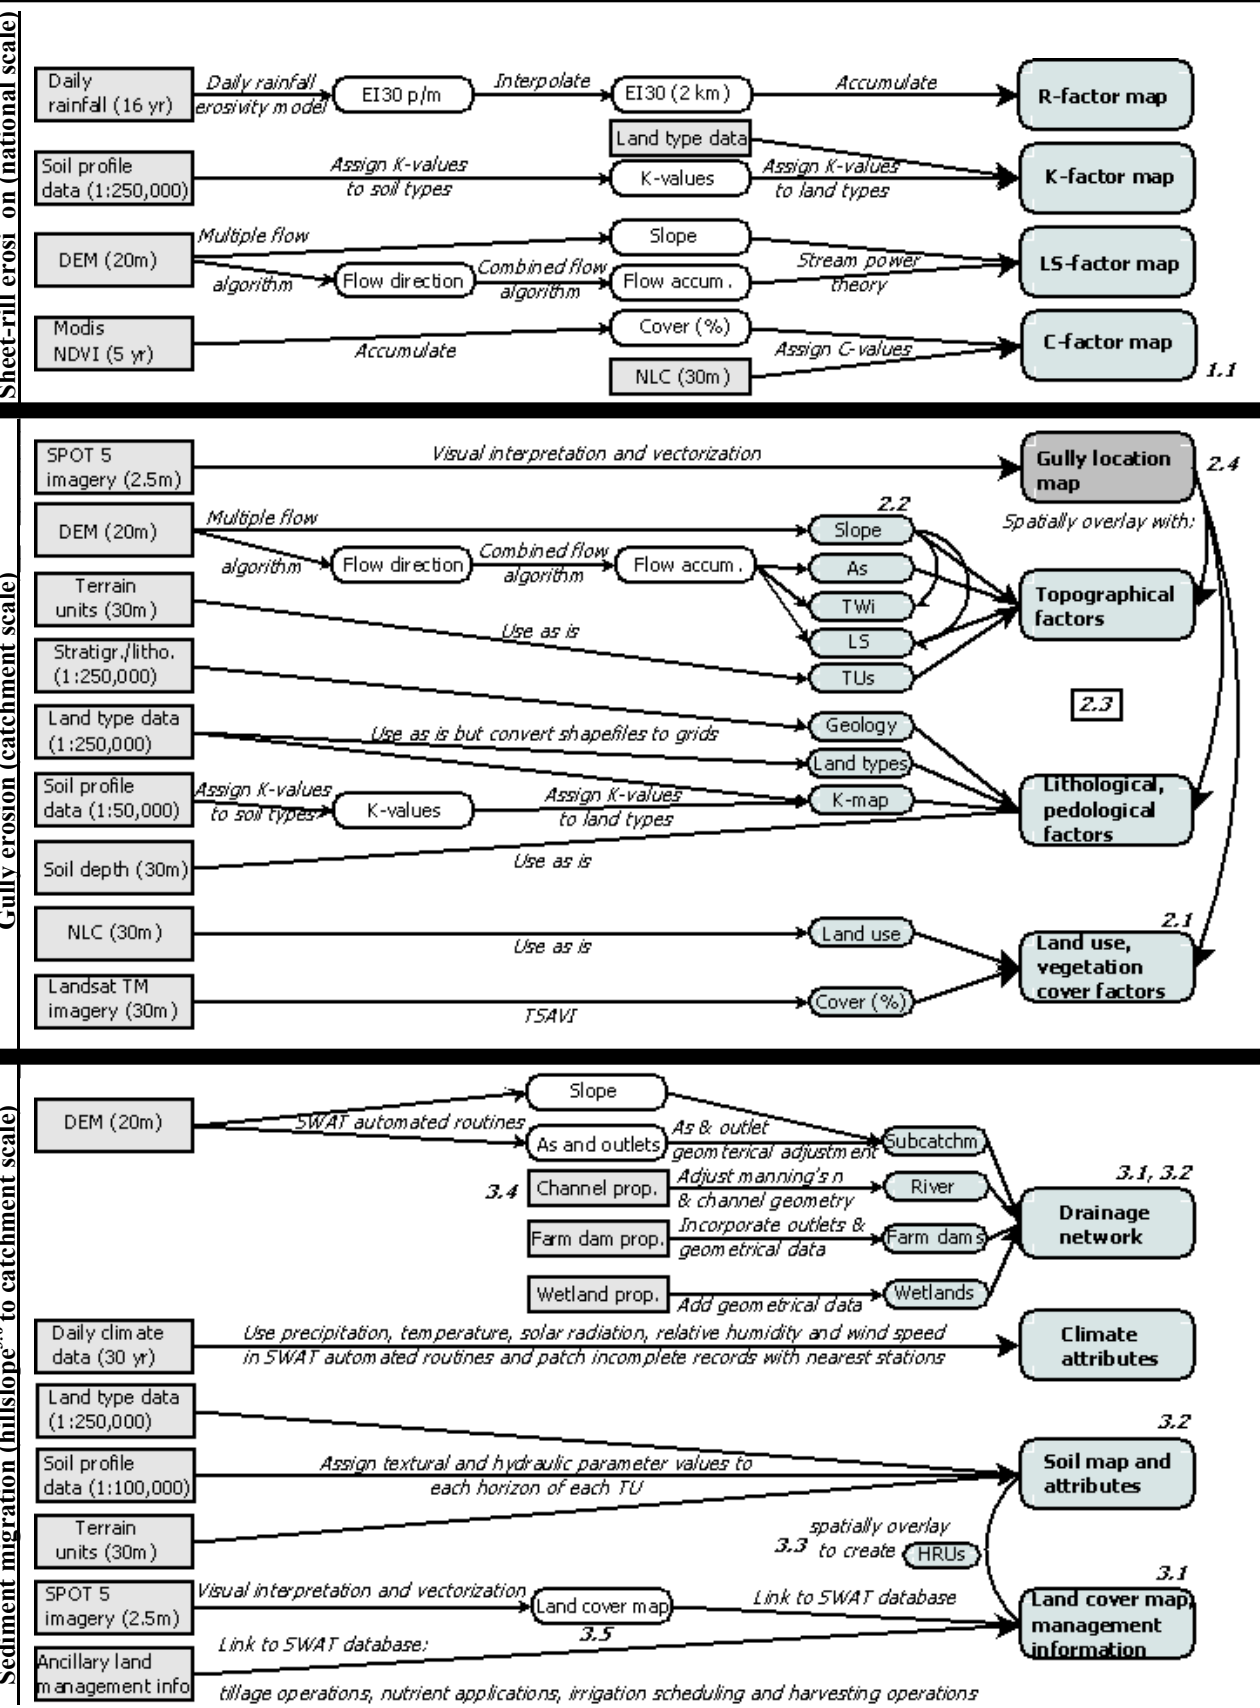 Sheet-rill erosi on (national scale)
Daily
rainfall (16 yr)
Daily rainfall
erosivity model
EI30 p/m
Interpolate
EI30 (2 km)
Accumulate
R-factor map
Land type data
Soil profile
data (1:250,000)
Assign K-values
to soil types
K-values
Assign K-values
to land types
K-factor map
DEM (20m)
Multiple flow
algorithm
Slope
Flow direction
Combined flow
algorithm
Flow accum.
Stream power
theory
LS-factor map
Modis
NDVI (5 yr)
Accumulate
Cover (%)
NLC (30m)
Assign C-values
C-factor map
1.1
Gully erosion (catchment scale)
SPOT 5
imagery (2.5m)
Visual interpretation and vectorization
Gully location
map
2.4
Spatially overlay with:
DEM (20m)
Multiple flow
algorithm
Flow direction
Combined flow
algorithm
Flow accum.
2.2
Slope
As
TWi
LS
TUs
Topographical
factors
Terrain
units (30m)
Use as is
Stratigr./litho.
(1:250,000)
2.3
Land type data
(1:250,000)
Use as is but convert shapefiles to grids
Geology
Land types
K-map
Soil profile
data (1:50,000)
Assign K-values
to soil types
K-values
Assign K-values
to land types
Lithological,
pedological
factors
Soil depth (30m)
Use as is
NLC (30m)
Use as is
Land use
2.1
Land use,
vegetation
cover factors
Landsat TM
imagery (30m)
TSAVI
Cover (%)
Sediment migration (hillslope to catchment scale)
DEM (20m)
SWAT automated routines
Slope
As and outlets
As & outlet
geomterical adjustment
Subcatchm.
3.4
Channel prop.
Adjust manning's n
& channel geometry
River
3.1, 3.2
Drainage
network
Farm dam prop.
Incorporate outlets &
geometrical data
Farm dams
Wetland prop.
Add geometrical data
Wetlands
Daily climate
data (30 yr)
Use precipitation, temperature, solar radiation, relative humidity and wind speed
in SWAT automated routines and patch incomplete records with nearest stations
Climate
attributes
Land type data
(1:250,000)
3.2
Soil profile
data (1:100,000)
Assign textural and hydraulic parameter values to
each horizon of each TU
Soil map and
attributes
Terrain
units (30m)
3.3
spatially overlay
to create
HRUs
SPOT 5
imagery (2.5m)
Visual interpretation and vectorization
Land cover map
3.5
Link to SWAT database
3.1
Land cover map,
management
information
Ancillary land
management info
Link to SWAT database:
tillage operations, nutrient applications, irrigation scheduling and harvesting operations